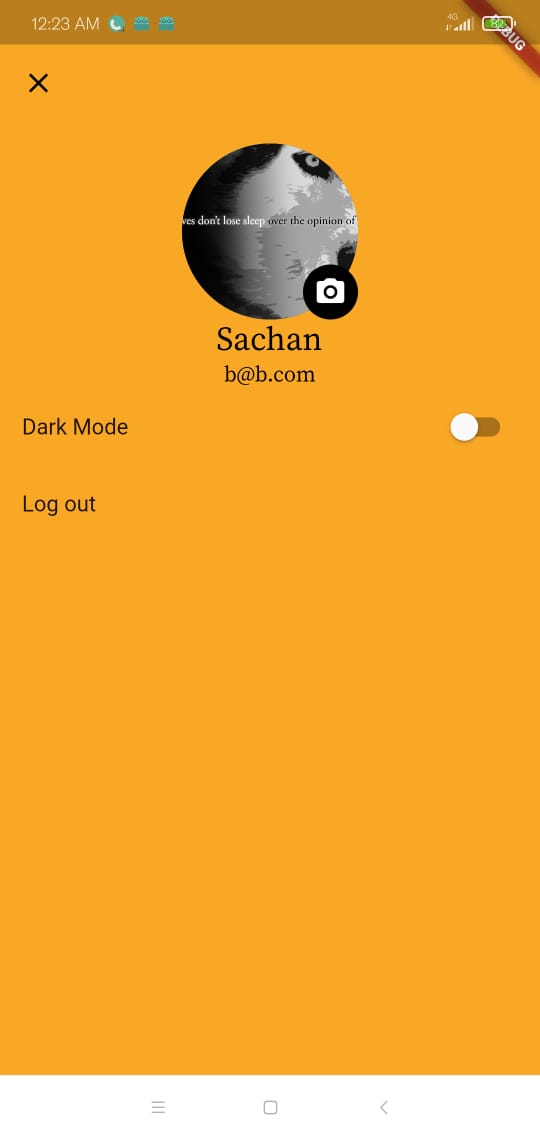 12:23 AM
4G
DEBUG
ves don't lose sleep over the opinion of
Sachan
b@b.com
Dark Mode
Log out